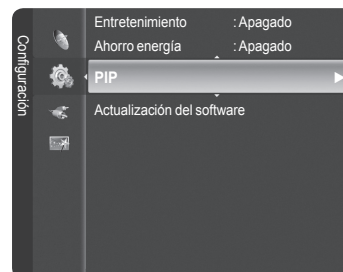 Configuración
Entretenimiento : Apagado
Ahorro energía : Apagado
PIP
Actualización del software